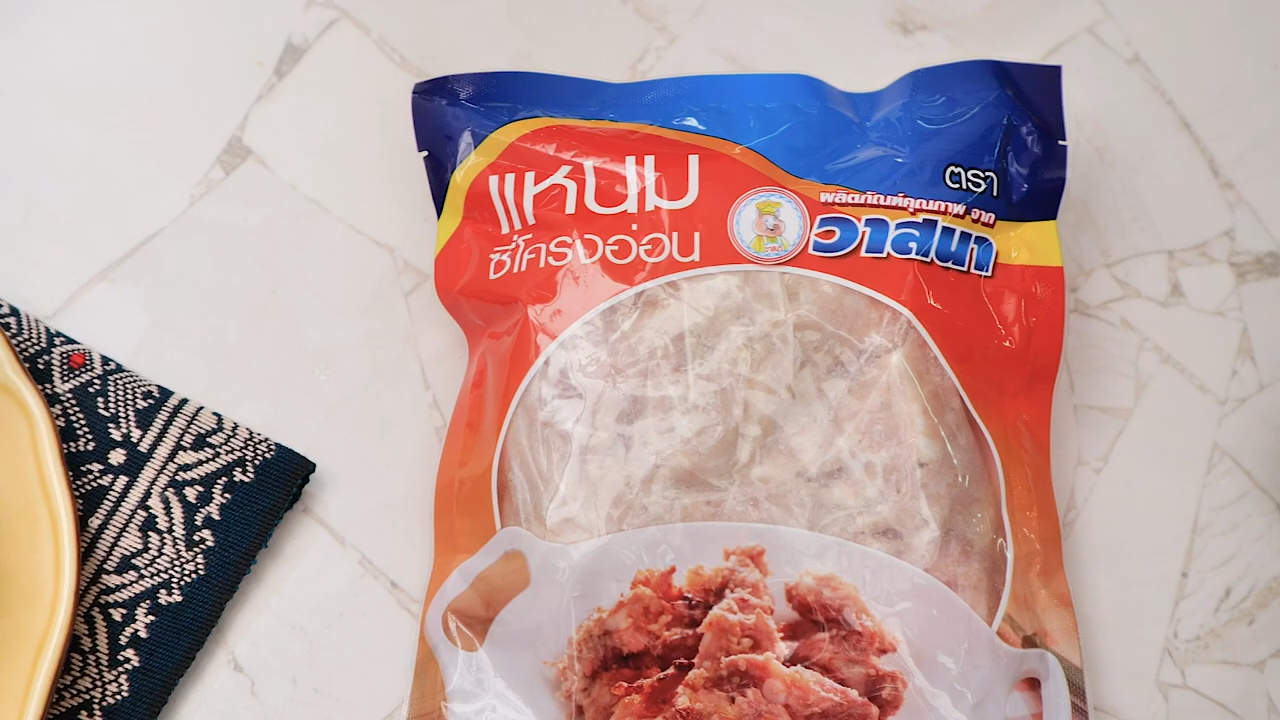 แหนม
ซี่โครงอ่อน
ตรา
ผลิตภัณฑ์คุณภาพ จาก
วาสนา